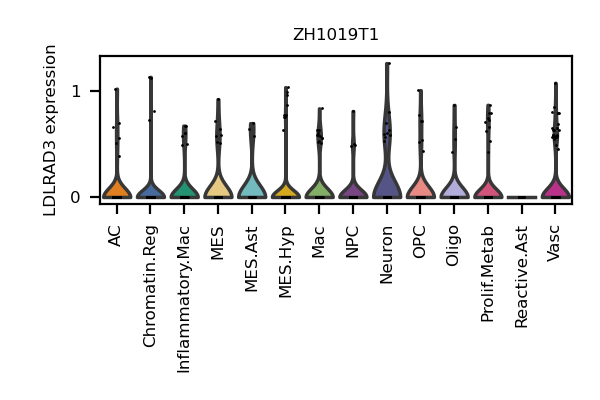 ZH1019T1
LDLRAD3 expression
1
0
AC
Chromatin.Reg
Inflammatory.Mac
MES
MES.Ast
MES.Hyp
Mac
NPC
Neuron
OPC
Oligo
Prolif.Metab
Reactive.Ast
Vasc